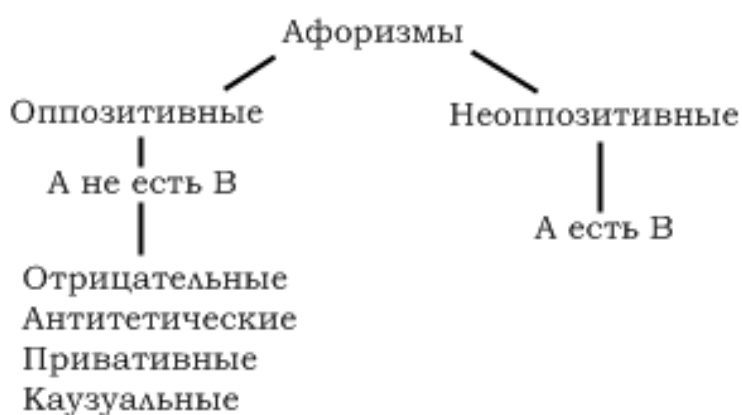 Афоризмы
Оппозитивные
Неоппозитивные
А не есть В
А есть В
Отрицательные
Антитетические
Привативные
Каузуальные